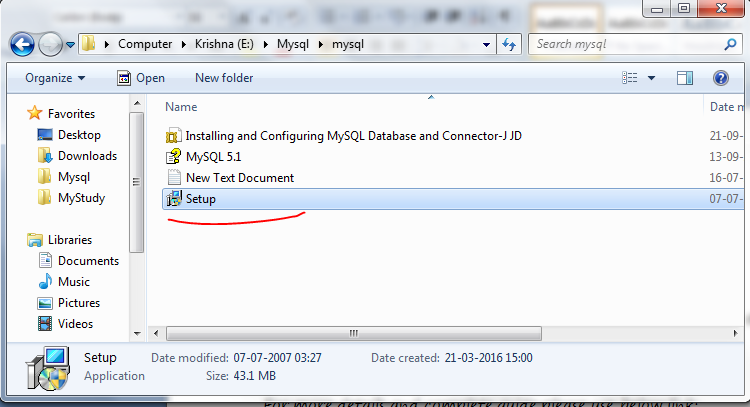 Computer Krishna (E:) Mysql mysql
Search mysql
Organize Open New folder
Name Date m
Favorites
Desktop
Downloads
Mysql
MyStudy
Libraries
Documents
Music
Pictures
Videos
Installing and Configuring MySQL Database and Connector-J JD 21-09-
MySQL 5.1 13-09-
New Text Document 16-07-
Setup 07-07-
Setup Date modified: 07-07-2007 03:27 Date created: 21-03-2016 15:00
Application Size: 43.1 MB
For more details and complete guide please use below link: